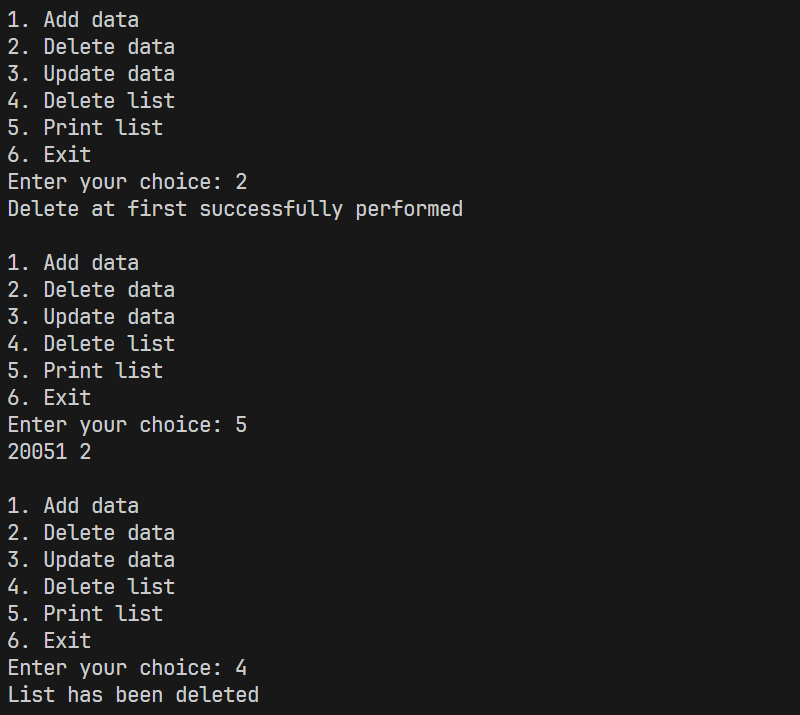 1. Add data
2. Delete data
3. Update data
4. Delete list
5. Print list
6. Exit
Enter your choice: 2
Delete at first successfully performed
1. Add data
2. Delete data
3. Update data
4. Delete list
5. Print list
6. Exit
Enter your choice: 5
20051 2
1. Add data
2. Delete data
3. Update data
4. Delete list
5. Print list
6. Exit
Enter your choice: 4
List has been deleted